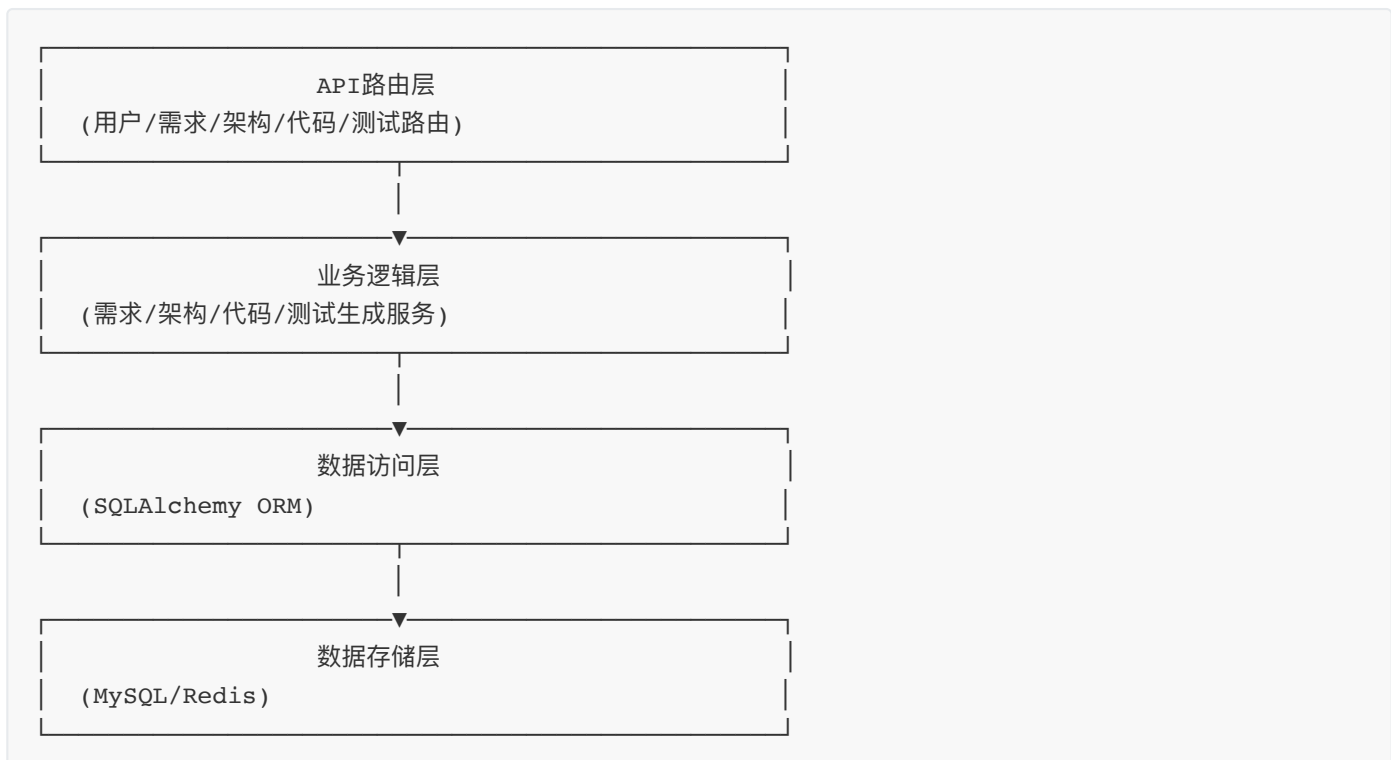 API路由层
(用户/需求/架构/代码/测试路由)
业务逻辑层
(需求/架构/代码/测试生成服务)
数据访问层
(SQLAlchemy ORM)
数据存储层
(MySQL/Redis)